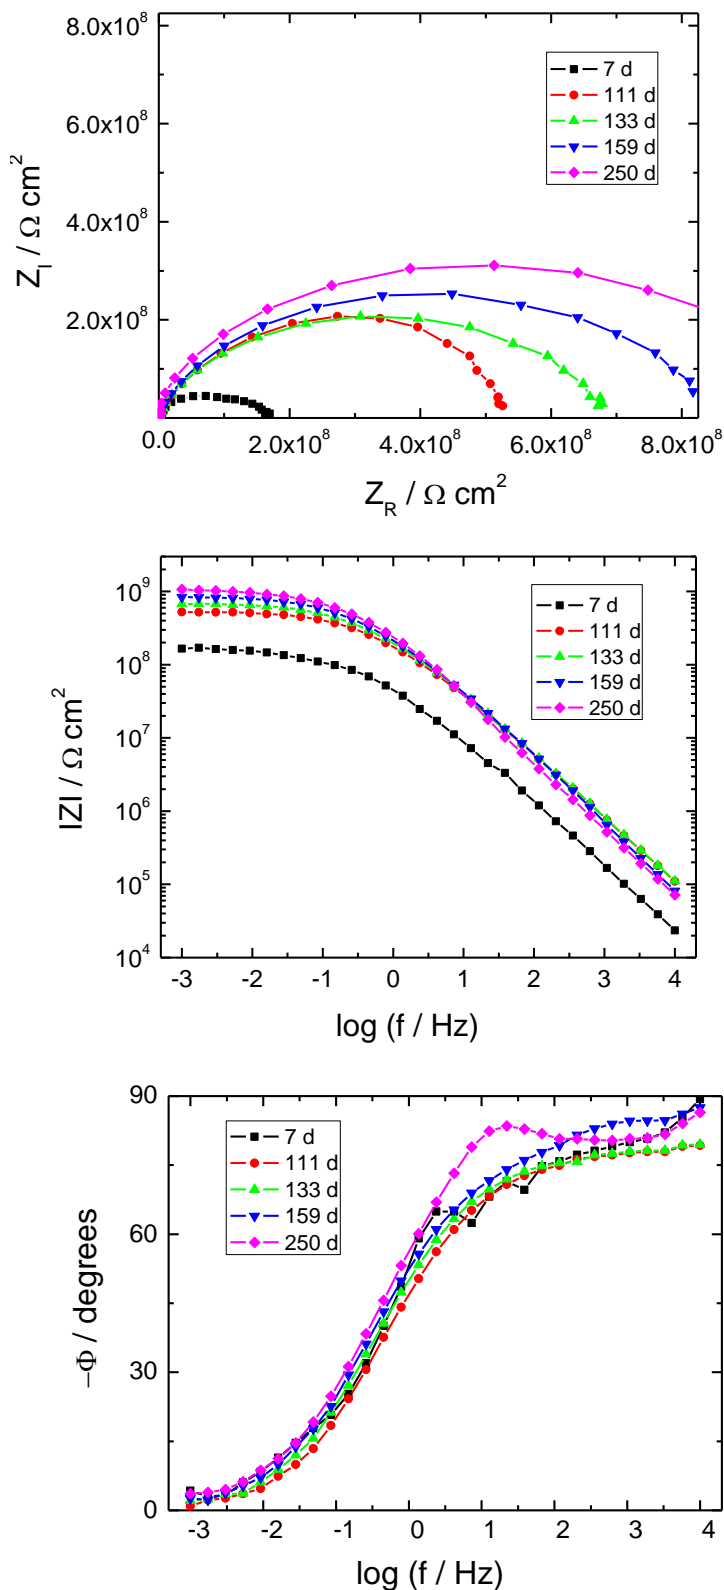 8.0x10⁸
6.0x10⁸
4.0x10⁸
2.0x10⁸
Z_I / Ω cm²
7 d
111 d
133 d
159 d
250 d
0.0 2.0x10⁸ 4.0x10⁸ 6.0x10⁸ 8.0x10⁸
Z_R / Ω cm²
10⁹
10⁸
10⁷
10⁶
10⁵
10⁴
|Z| / Ω cm²
7 d
111 d
133 d
159 d
250 d
-3 -2 -1 0 1 2 3 4
log (f / Hz)
90
60
30
0
−Φ / degrees
7 d
111 d
133 d
159 d
250 d
-3 -2 -1 0 1 2 3 4
log (f / Hz)